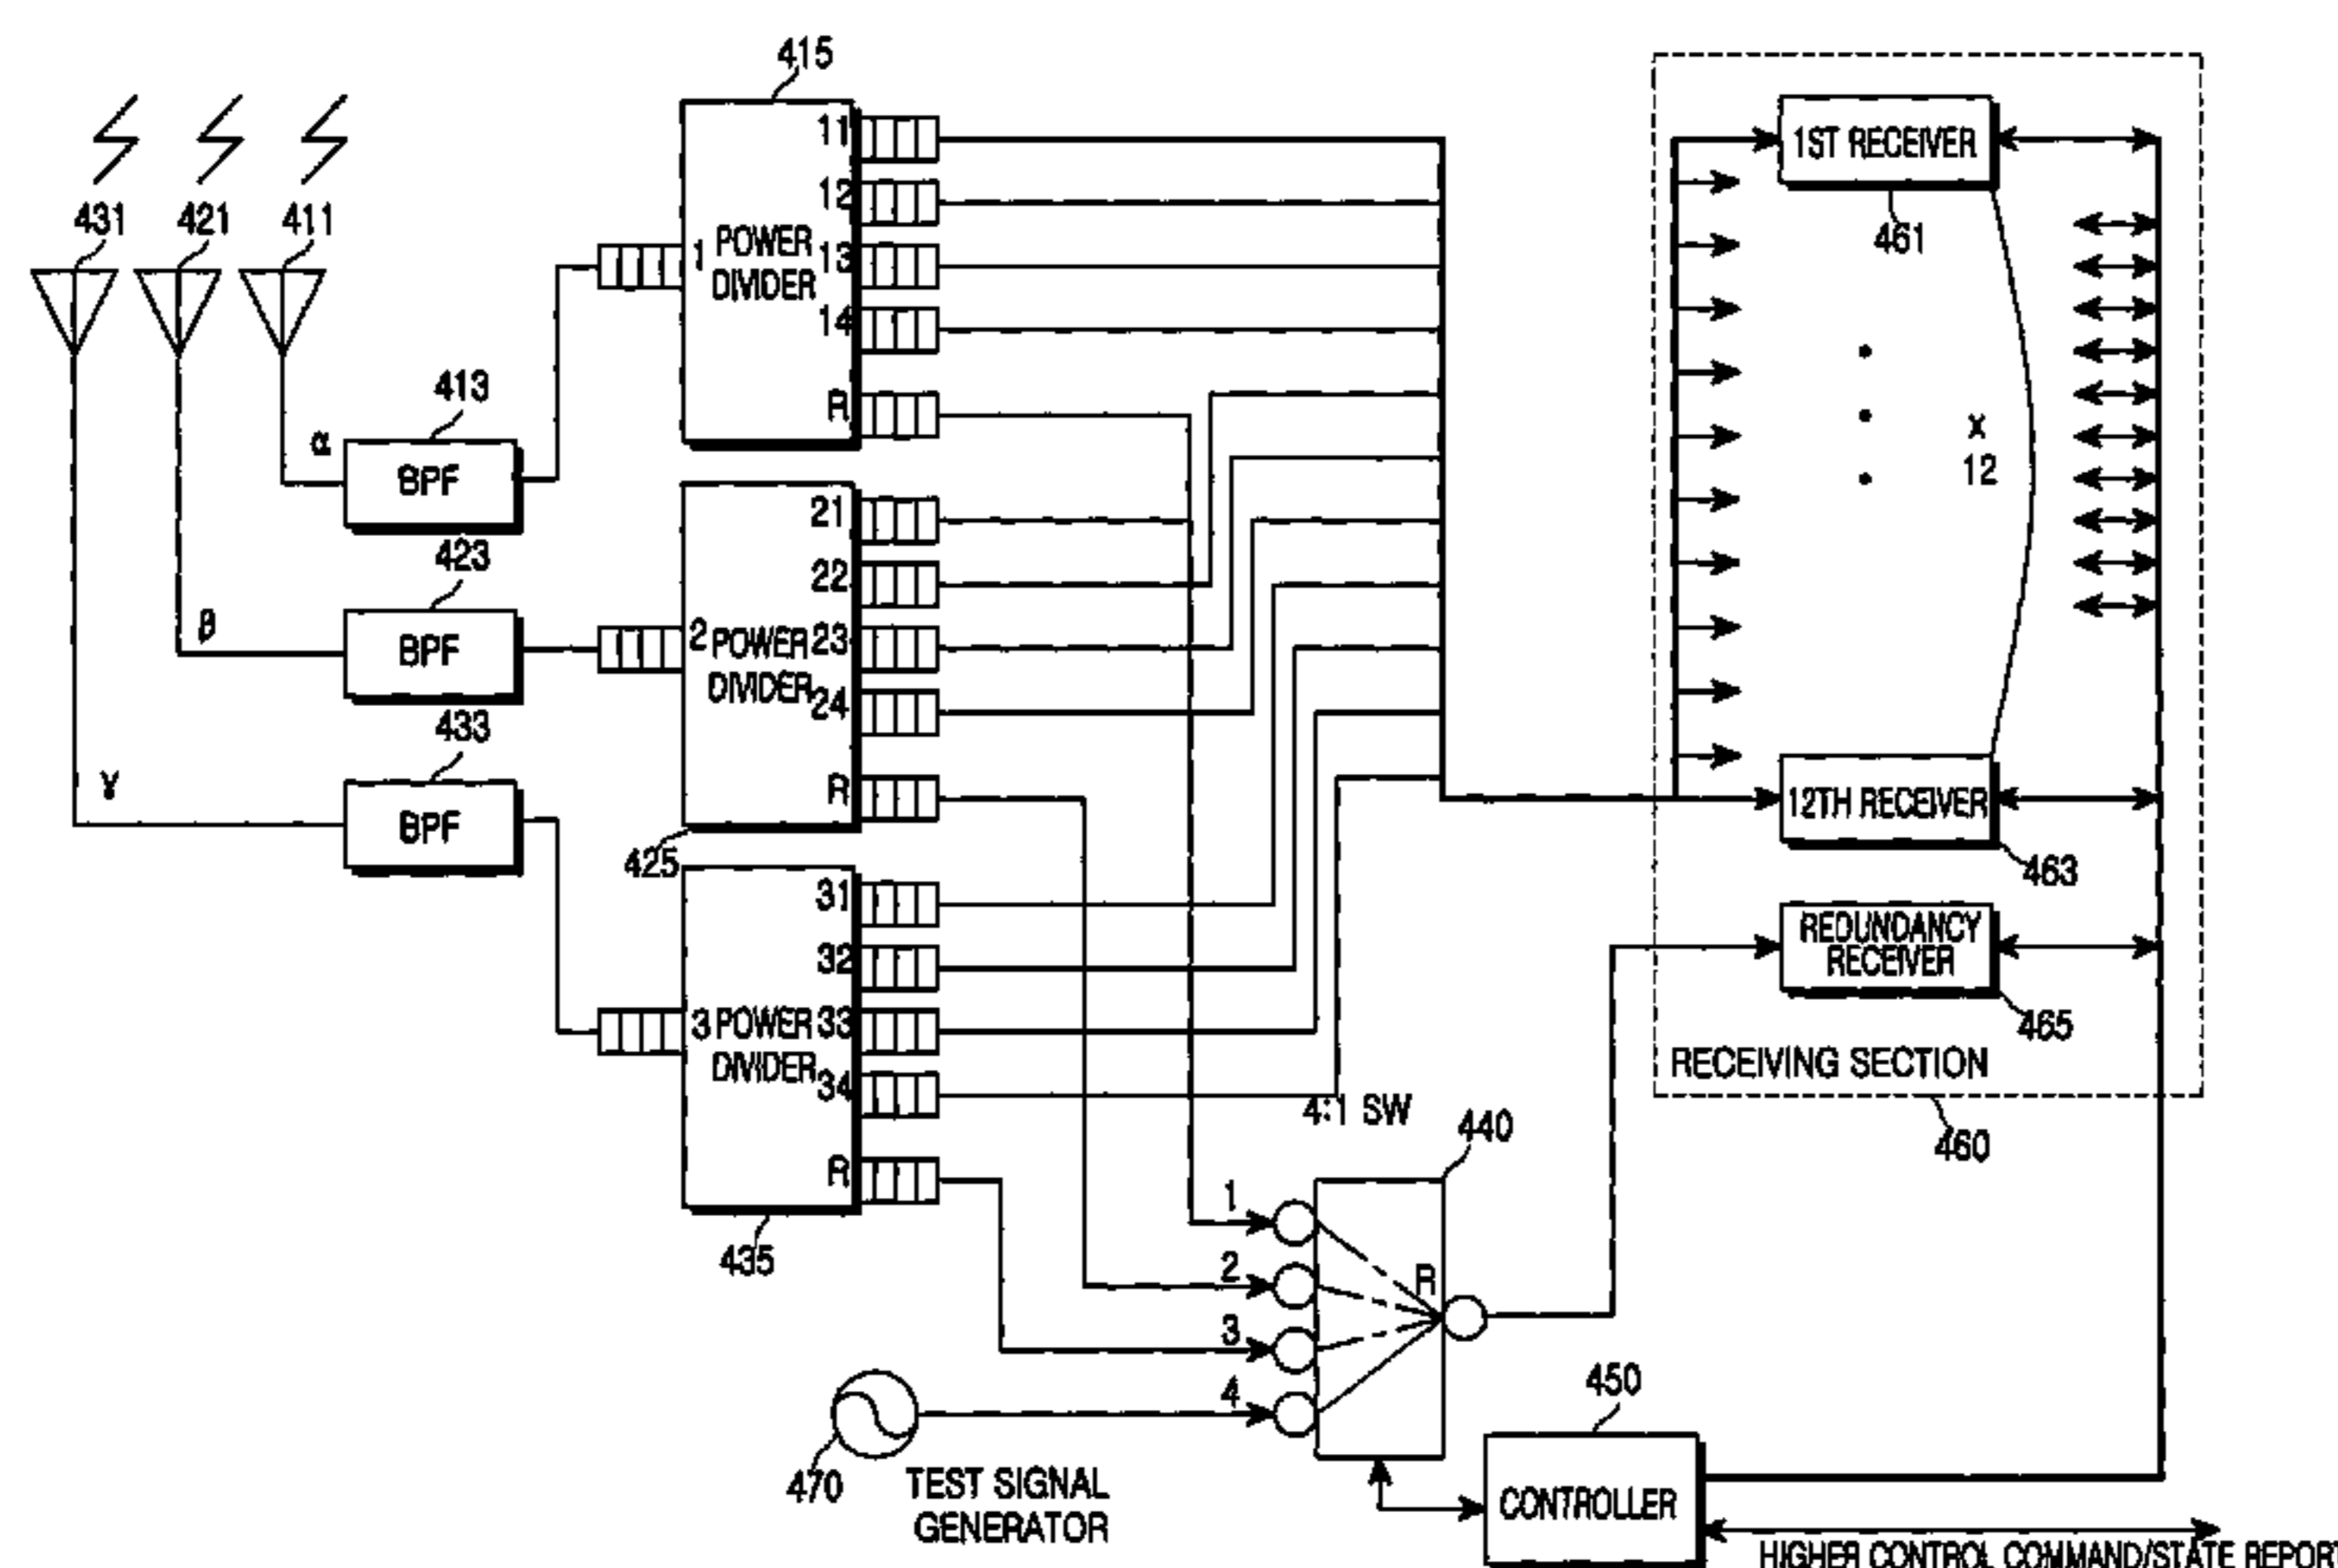 415
431
421
411
413
α
BPF
423
β
BPF
433
γ
BPF
1
POWER
DIVIDER
11
12
13
14
R
2
POWER
DIVIDER
21
22
23
24
R
425
3
POWER
DIVIDER
31
32
33
34
R
435
1ST RECEIVER
461
X
12
12TH RECEIVER
463
REDUNDANCY
RECEIVER
465
RECEIVING SECTION
460
4:1 SW
440
1
2
3
4
R
470
TEST SIGNAL
GENERATOR
450
CONTROLLER
HIGHER CONTROL COMMAND/STATE REPORT